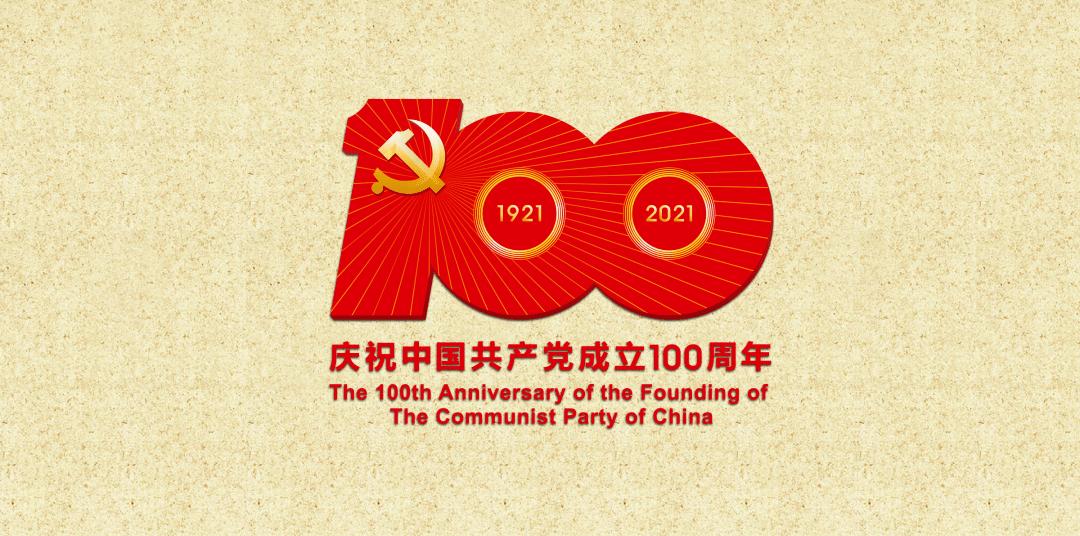 100
1921
2021
庆祝中国共产党成立100周年
The 100th Anniversary of the Founding of
The Communist Party of China